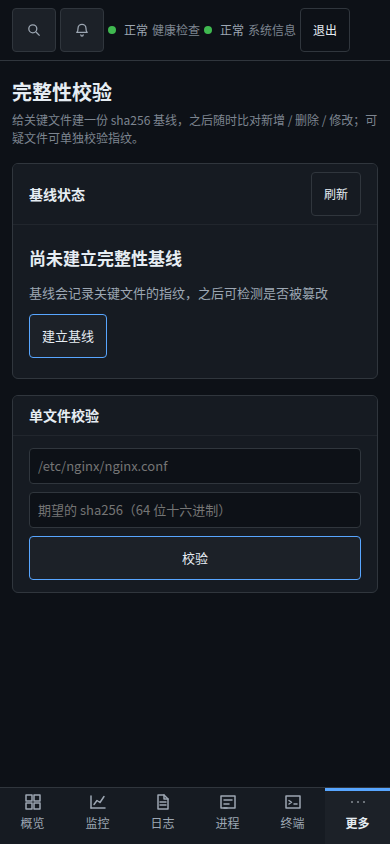 正常 健康检查 正常 系统信息 退出
完整性校验
给关键文件建一份 sha256 基线，之后随时比对新增 / 删除 / 修改；可
疑文件可单独校验指纹。
基线状态 刷新
尚未建立完整性基线
基线会记录关键文件的指纹，之后可检测是否被篡改
建立基线
单文件校验
/etc/nginx/nginx.conf
期望的 sha256（64 位十六进制）
校验
概览 监控 日志 进程 终端 更多